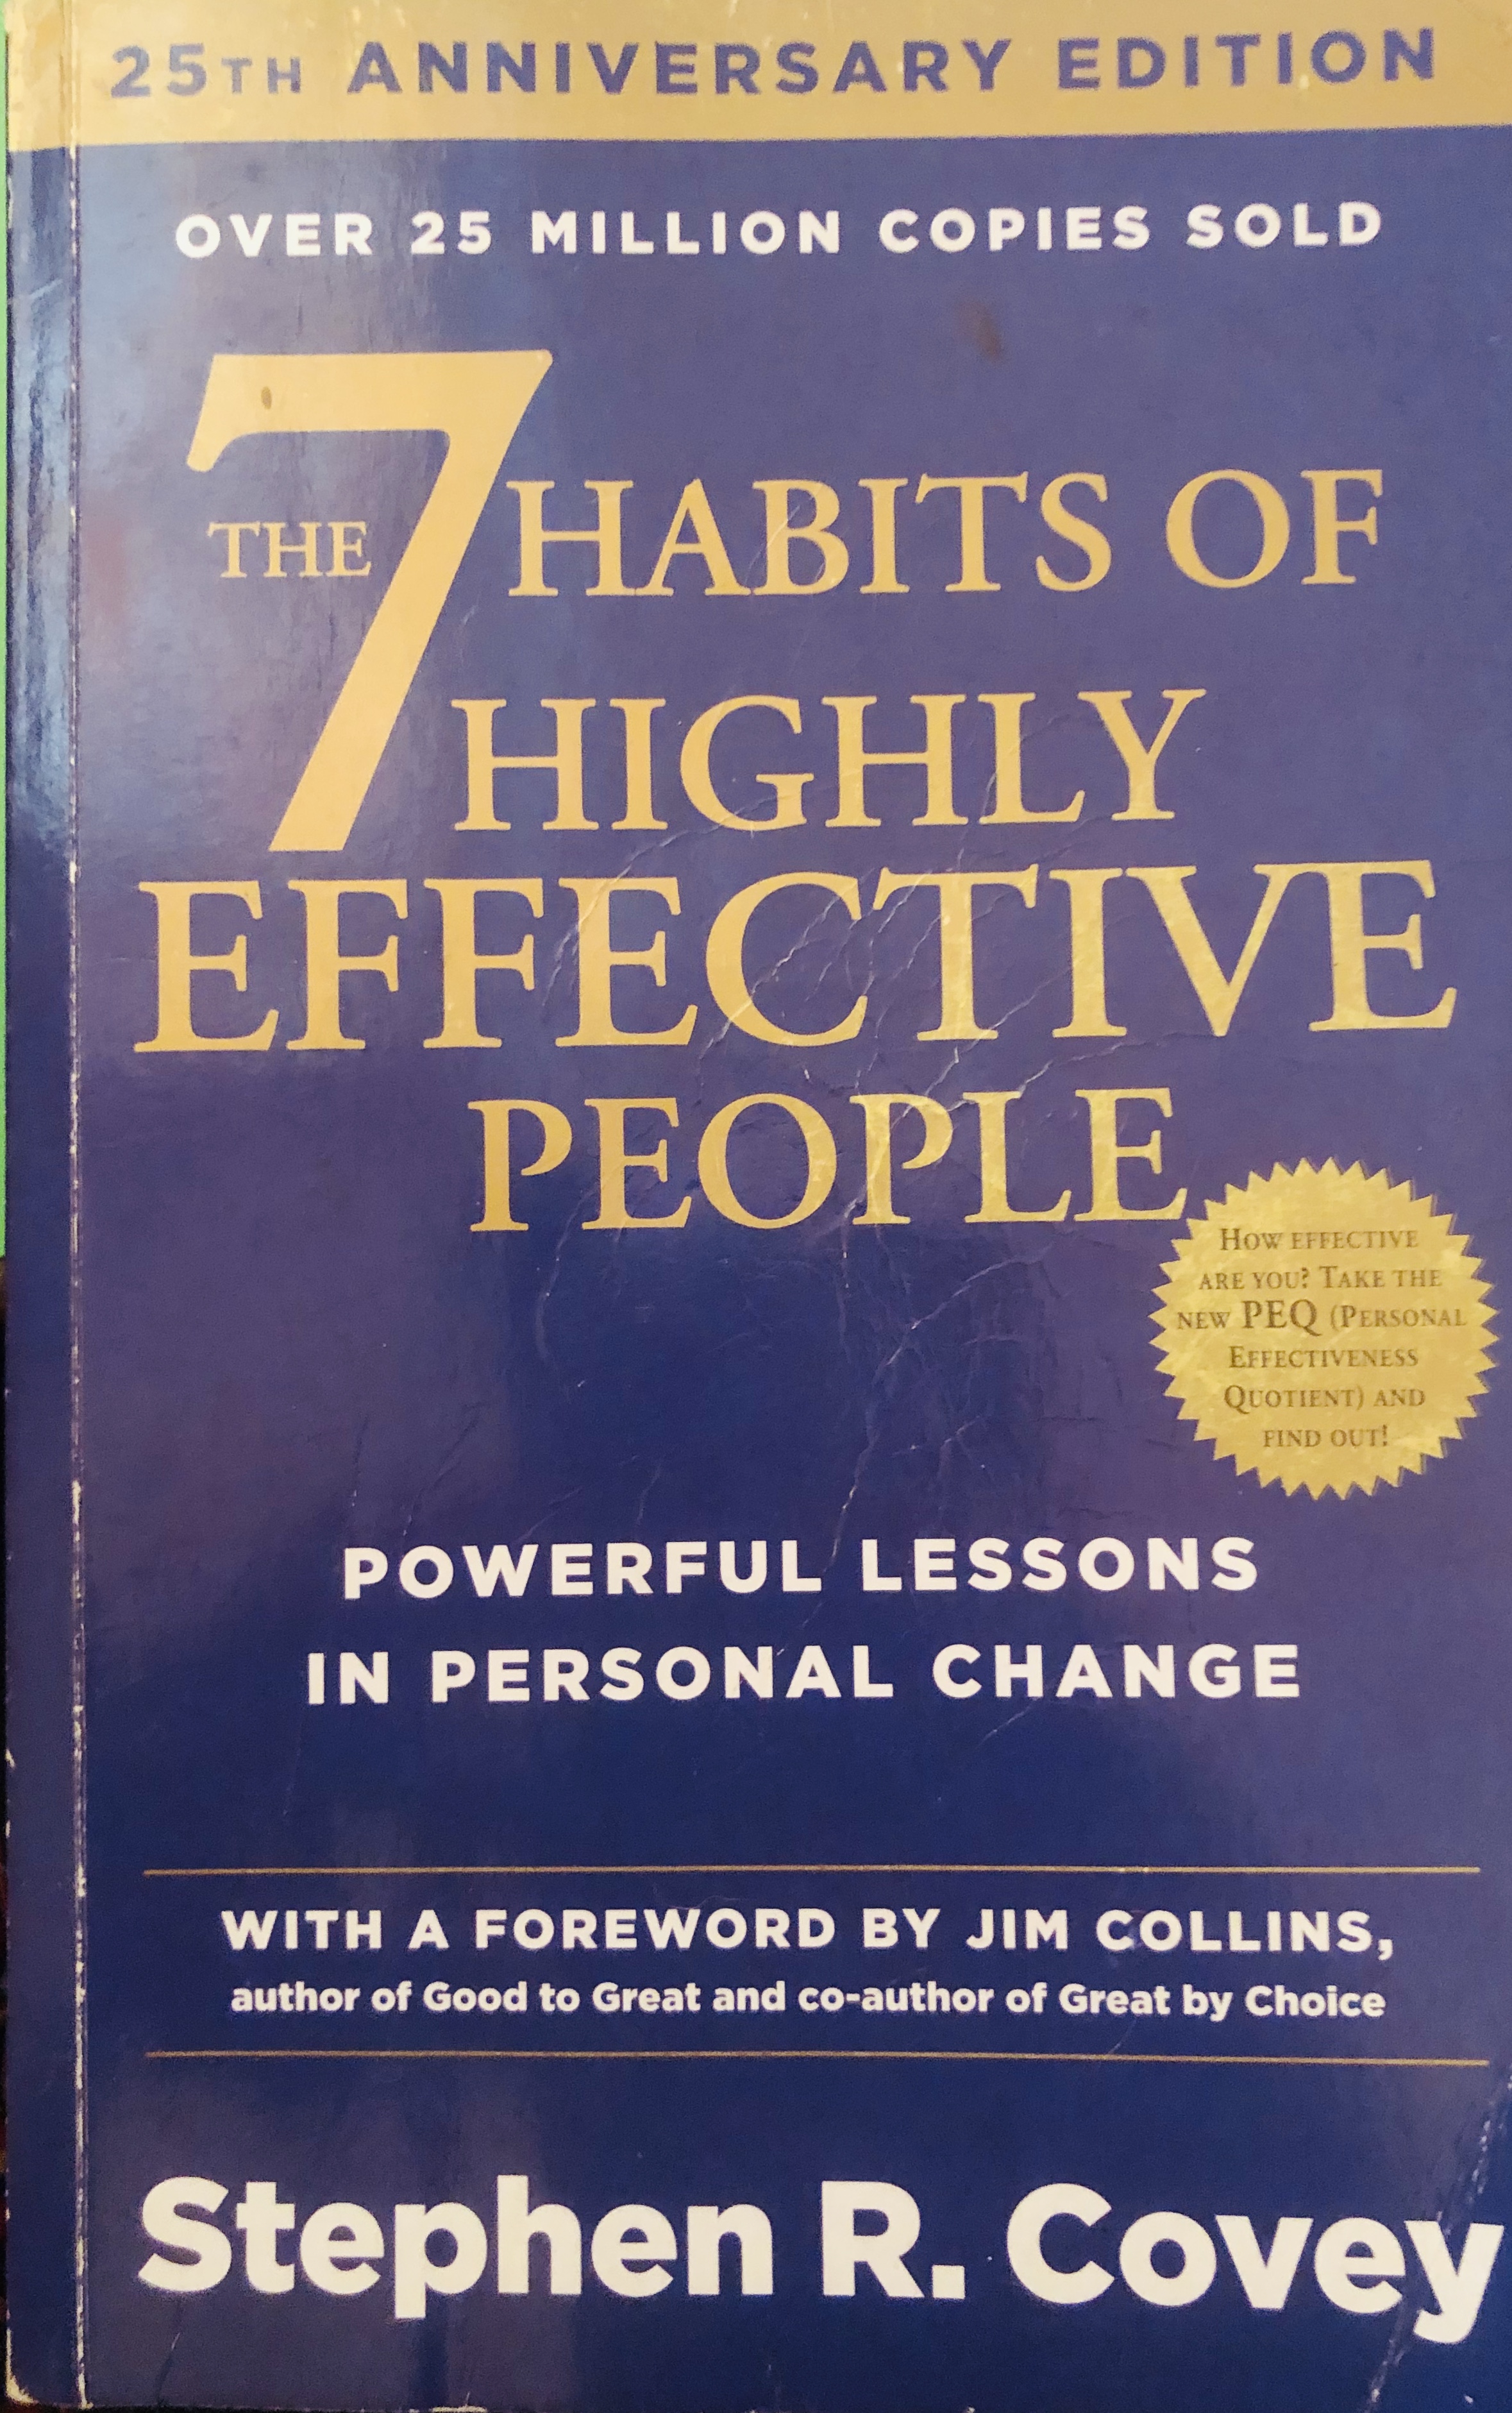 25TH ANNIVERSARY EDITION
OVER 25 MILLION COPIES SOLD
THE 7 HABITS OF
HIGHLY
EFFECTIVE
PEOPLE
HOW EFFECTIVE
ARE YOU? TAKE THE
NEW PEQ (PERSONAL
EFFECTIVENESS
QUOTIENT) AND
FIND OUT!
POWERFUL LESSONS
IN PERSONAL CHANGE
WITH A FOREWORD BY JIM COLLINS,
author of Good to Great and co-author of Great by Choice
Stephen R. Covey